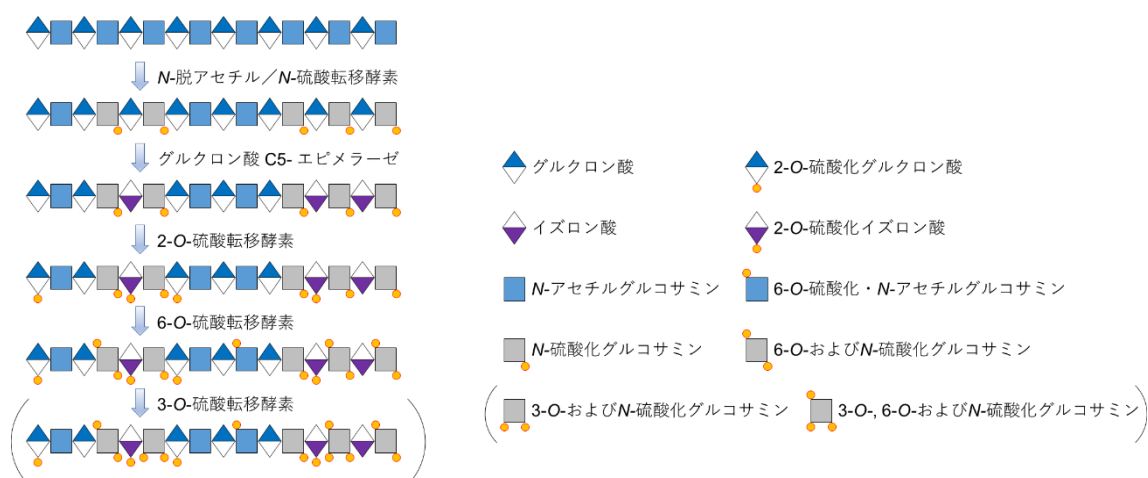 N-脱アセチル／N-硫酸転移酵素
グルクロン酸 C5- エピメラーゼ
2-O-硫酸転移酵素
6-O-硫酸転移酵素
3-O-硫酸転移酵素
グルクロン酸
2-O-硫酸化グルクロン酸
イズロン酸
2-O-硫酸化イズロン酸
N-アセチルグルコサミン
6-O-硫酸化・N-アセチルグルコサミン
N-硫酸化グルコサミン
6-O-およびN-硫酸化グルコサミン
3-O-およびN-硫酸化グルコサミン
3-O-, 6-O-およびN-硫酸化グルコサミン